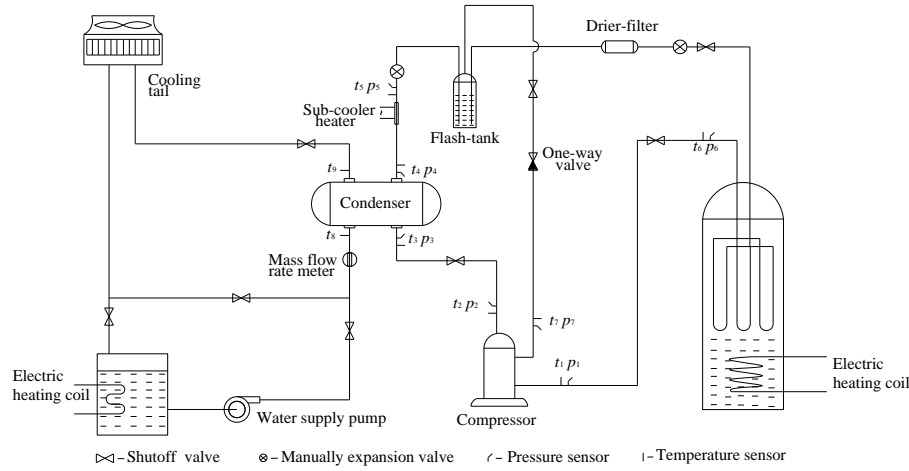 Drier-filter
Cooling
tail
t5 p5
Sub-cooler
heater
Flash-tank
One-way
valve
t6 p6
t9
t4 p4
Condenser
t8
t3 p3
Mass flow
rate meter
t2 p2
t7 p7
t1 p1
Electric
heating coil
Electric
heating coil
Water supply pump
Compressor
– Shutoff valve
– Manually expansion valve
– Pressure sensor
– Temperature sensor